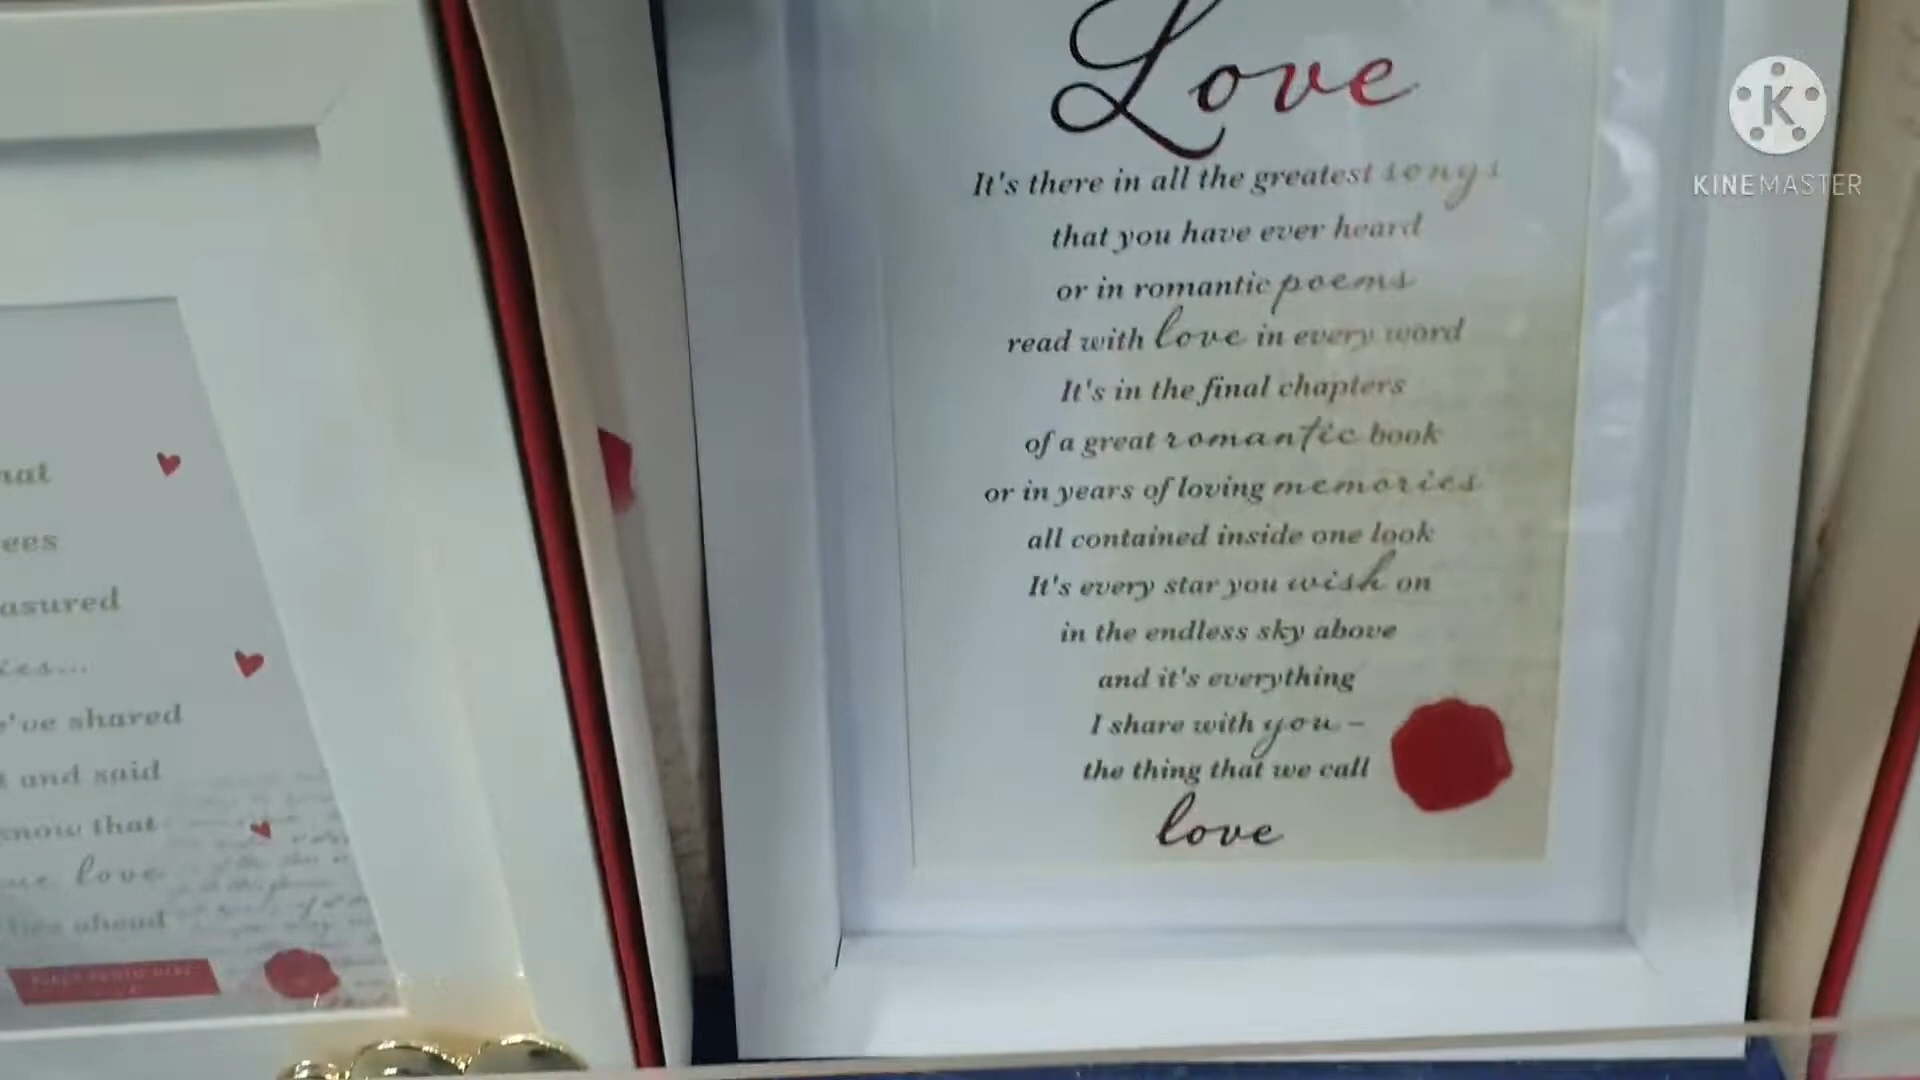 Love
It's there in all the greatest songs
that you have ever heard
or in romantic poems
read with love in every word
It's in the final chapters
of a great romantic book
or in years of loving memories
all contained inside one look
It's every star you wish on
in the endless sky above
and it's everything
I share with you –
the thing that we call
love
KINEMASTER
K
asured
've shared
and said
that
love
ahead